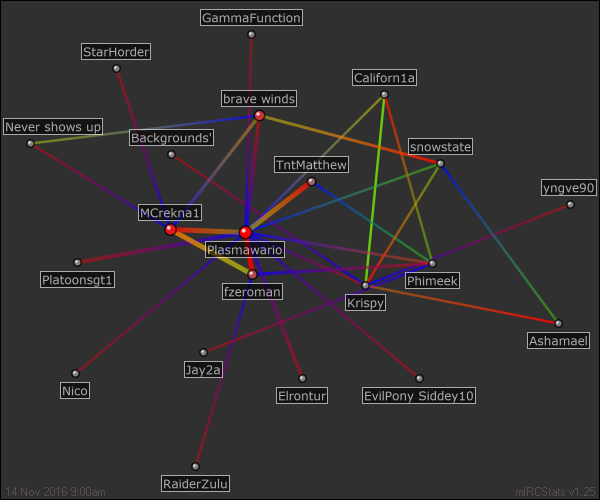 GammaFunction
StarHorder
Californ1a
brave winds
Never shows up
Backgrounds'
snowstate
TntMatthew
yngve90
MCrekna1
Plasmawario
Platoonsgt1
Phimeek
fzeroman
Krispy
Ashamael
Jay2a
Nico
Elrontur
EvilPony Siddey10
RaiderZulu
14 Nov 2016 9:00am
mIRCStats v1.25